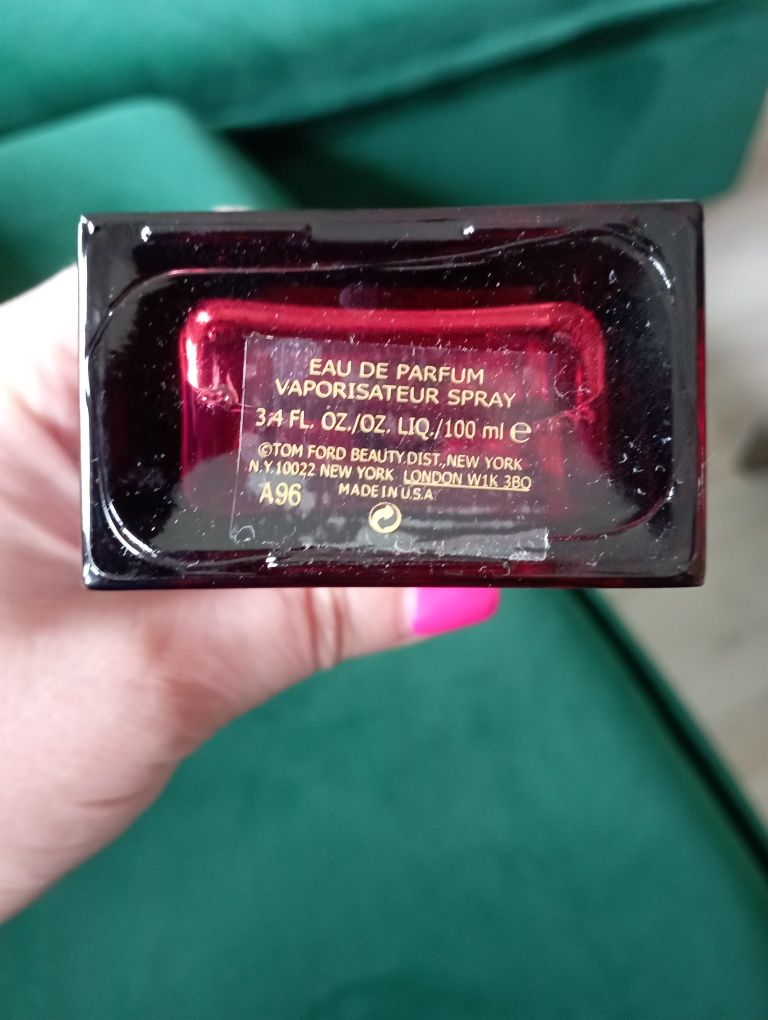 EAU DE PARFUM
VAPORISATEUR SPRAY
3.4 FL. OZ./OZ. LIQ./100 ml ℮
©TOM FORD BEAUTY.DIST.,NEW YORK
N.Y.10022 NEW YORK LONDON W1K 3BQ
A96 MADE IN U.S.A.